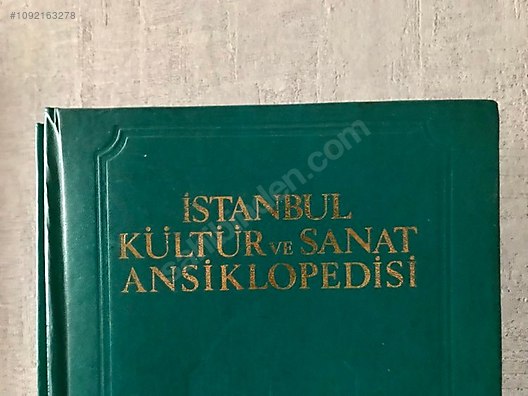 #1092163278
İSTANBUL
KÜLTÜR VE SANAT
ANSİKLOPEDİSİ